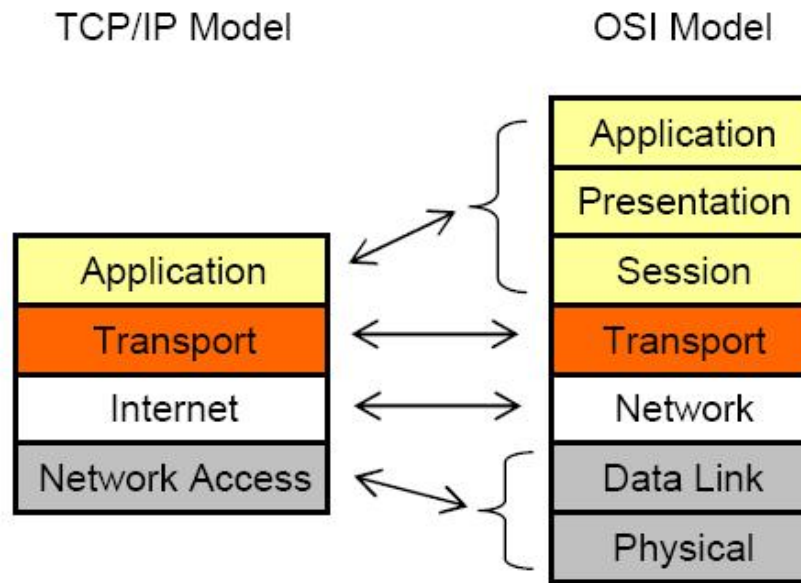 TCP/IP Model
OSI Model
Application
Transport
Internet
Network Access
Application
Presentation
Session
Transport
Network
Data Link
Physical